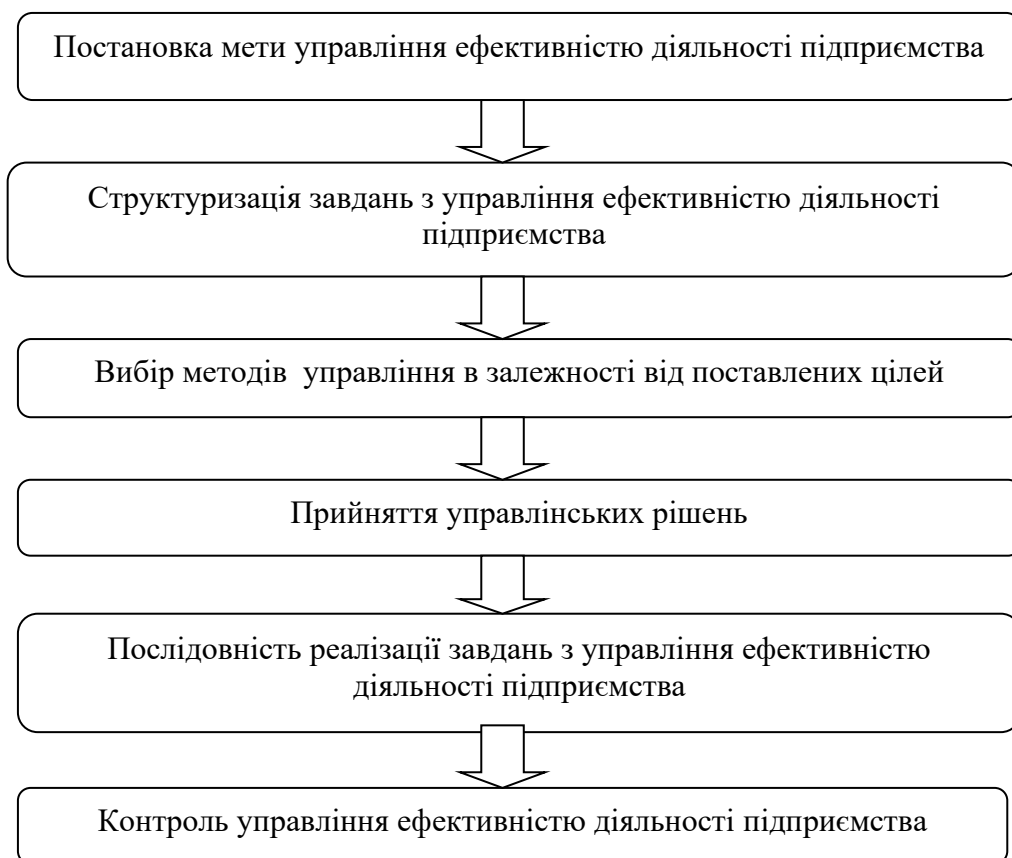 Постановка мети управління ефективністю діяльності підприємства
Структуризація завдань з управління ефективністю діяльності
підприємства
Вибір методів  управління в залежності від поставлених цілей
Прийняття управлінських рішень
Послідовність реалізації завдань з управління ефективністю
діяльності підприємства
Контроль управління ефективністю діяльності підприємства